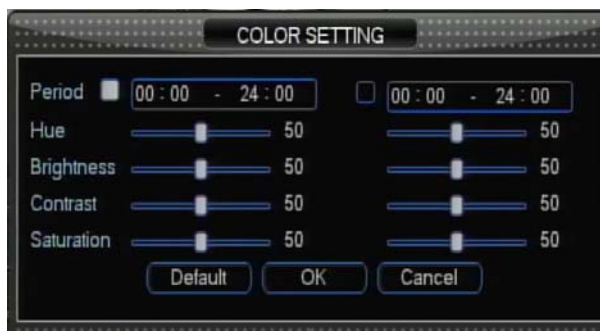 COLOR SETTING
Period 00 : 00 - 24 : 00 00 : 00 - 24 : 00
Hue 50 50
Brightness 50 50
Contrast 50 50
Saturation 50 50
Default OK Cancel